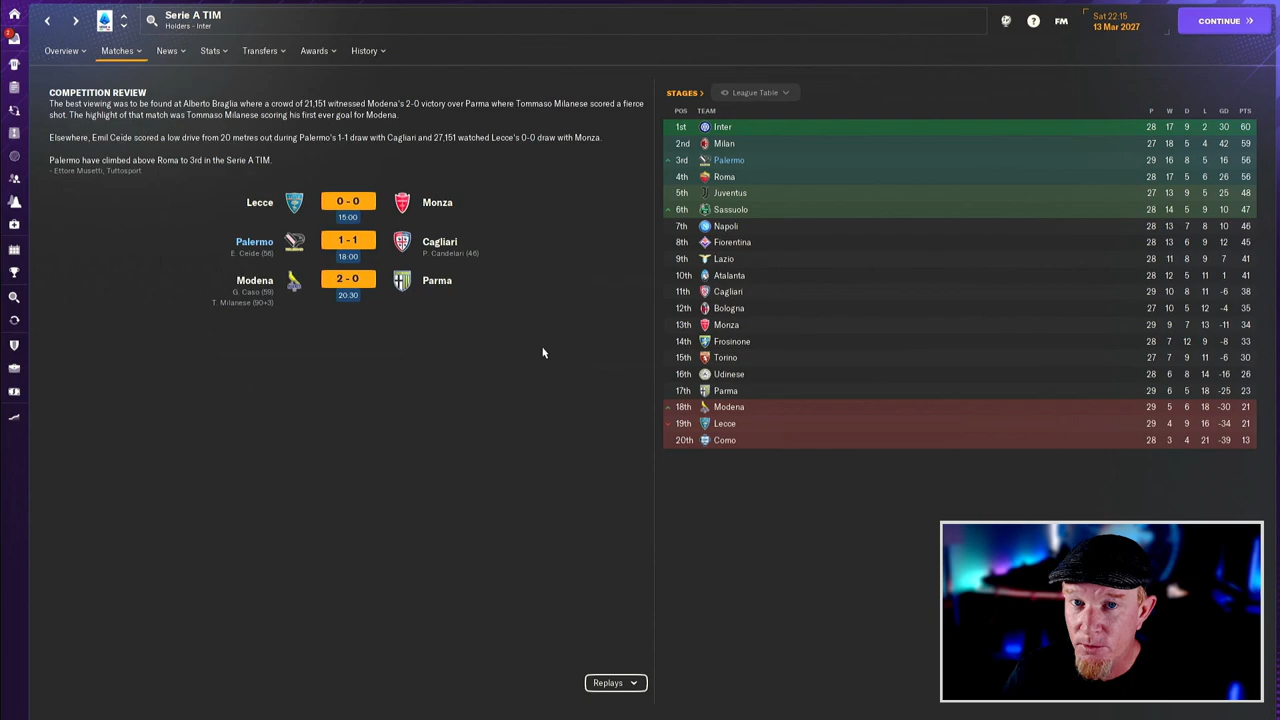 Serie A TIM
Holders - Inter
FM
Sat 22:15
13 Mar 2027
CONTINUE
2
Overview
Matches
News
Stats
Transfers
Awards
History
COMPETITION REVIEW
The best viewing was to be found at Alberto Braglia where a crowd of 21,151 witnessed Modena's 2-0 victory over Parma where Tommaso Milanese scored a fierce
shot. The highlight of that match was Tommaso Milanese scoring his first ever goal for Modena.
Elsewhere, Emil Ceide scored a low drive from 20 metres out during Palermo's 1-1 draw with Cagliari and 27,151 watched Lecce's 0-0 draw with Monza.
Palermo have climbed above Roma to 3rd in the Serie A TIM.
- Ettore Musetti, Tuttosport
Lecce 0 - 0 Monza
15:00
Palermo 1 - 1 Cagliari
E. Ceide (56) 18:00 P. Candelari (46)
Modena 2 - 0 Parma
G. Caso (59) 20:30
T. Milanese (90+3)
Replays
STAGES League Table
POS TEAM P W D L GD PTS
1st Inter 28 17 9 2 30 60
2nd Milan 27 18 5 4 42 59
3rd Palermo 29 16 8 5 16 56
4th Roma 28 17 5 6 26 56
5th Juventus 27 13 9 5 25 48
6th Sassuolo 28 14 5 9 10 47
7th Napoli 28 13 7 8 10 46
8th Fiorentina 28 13 6 9 12 45
9th Lazio 28 11 8 9 7 41
10th Atalanta 28 12 5 11 1 41
11th Cagliari 29 10 8 11 -6 38
12th Bologna 27 10 5 12 -4 35
13th Monza 29 9 7 13 -11 34
14th Frosinone 28 7 12 9 -8 33
15th Torino 27 7 9 11 -6 30
16th Udinese 28 6 8 14 -16 26
17th Parma 29 6 5 18 -25 23
18th Modena 29 5 6 18 -30 21
19th Lecce 29 4 9 16 -34 21
20th Como 28 3 4 21 -39 13